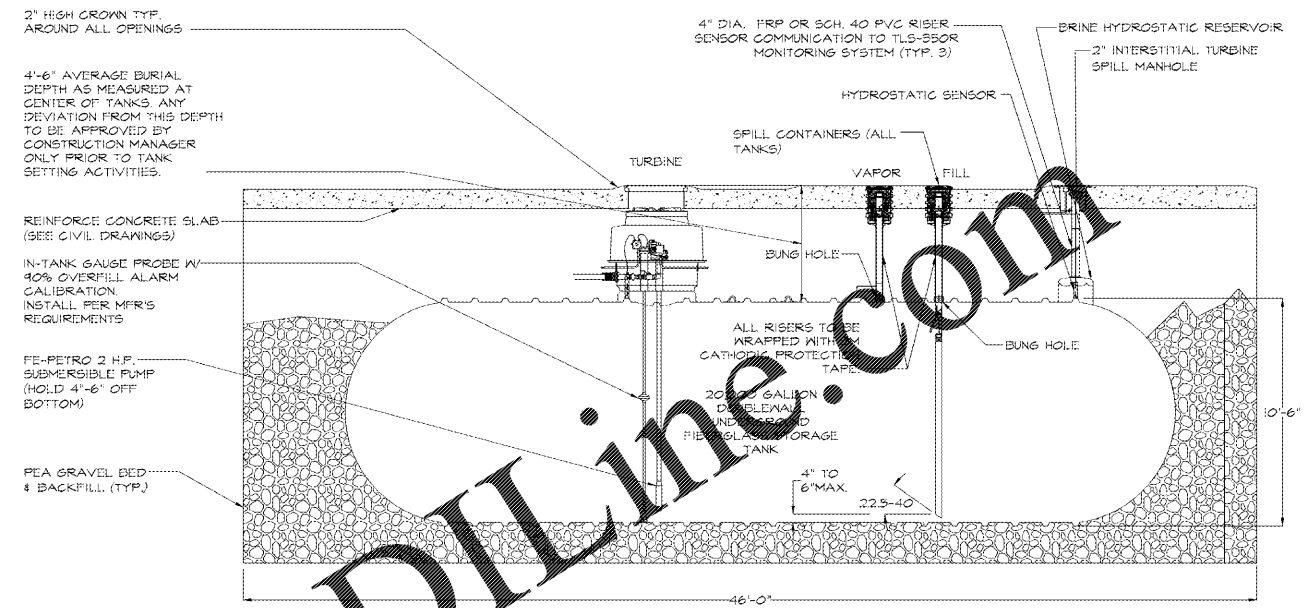 2" HIGH CROWN TYP.
AROUND ALL OPENINGS
4'-6" AVERAGE BURIAL
DEPTH AS MEASURED AT
CENTER OF TANKS. ANY
DEVIATION FROM THIS DEPTH
TO BE APPROVED BY
CONSTRUCTION MANAGER
ONLY PRIOR TO TANK
SETTING ACTIVITIES.
REINFORCE CONCRETE SLAB
(SEE CIVIL DRAWINGS)
IN-TANK GAUGE PROBE W/
90% OVERFILL ALARM
CALIBRATION.
INSTALL PER MFR'S
REQUIREMENTS
FE-PETRO 2 H.P.
SUBMERSIBLE PUMP
(HOLD 4"-6" OFF
BOTTOM)
PEA GRAVEL BED
& BACKFILL (TYP.)
TURBINE
4" DIA. FRP OR SCH. 40 PVC RISER
SENSOR COMMUNICATION TO TLS-350R
MONITORING SYSTEM (TYP. 3)
BRINE HYDROSTATIC RESERVOIR
2" INTERSTITIAL TURBINE
SPILL MANHOLE
HYDROSTATIC SENSOR
SPILL CONTAINERS (ALL
TANKS)
VAPOR
FILL
BUNG HOLE
ALL RISERS TO BE
WRAPPED WITH 3M
CATHODIC PROTECTION
TAPE.
BUNG HOLE
20,000 GALLON
DOUBLEWALL
UNDERGROUND
FIBERGLASS STORAGE
TANK
4" TO
6"MAX.
22.5-40
10'-6"
46'-0"
DILine.com